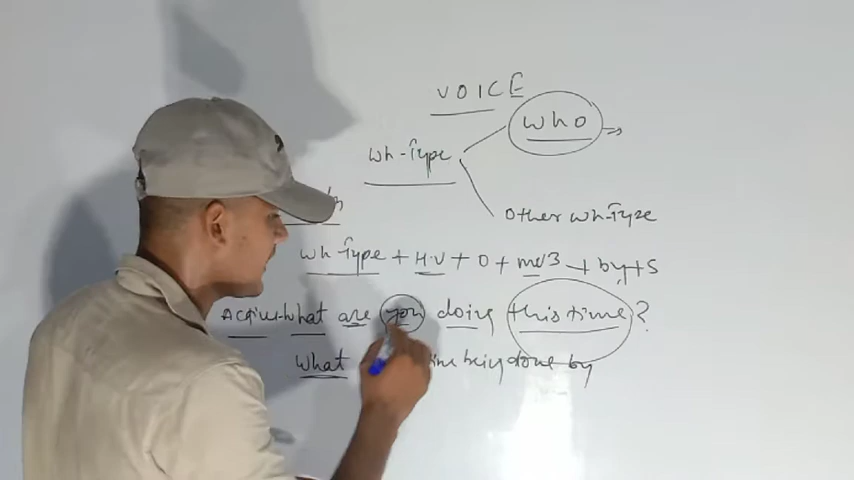 VOICE
who
Wh-Type
Other Wh-Type
Wh-Type + H.V + O + mv3 + by + S
Active-What are you doing this time?
What being done by